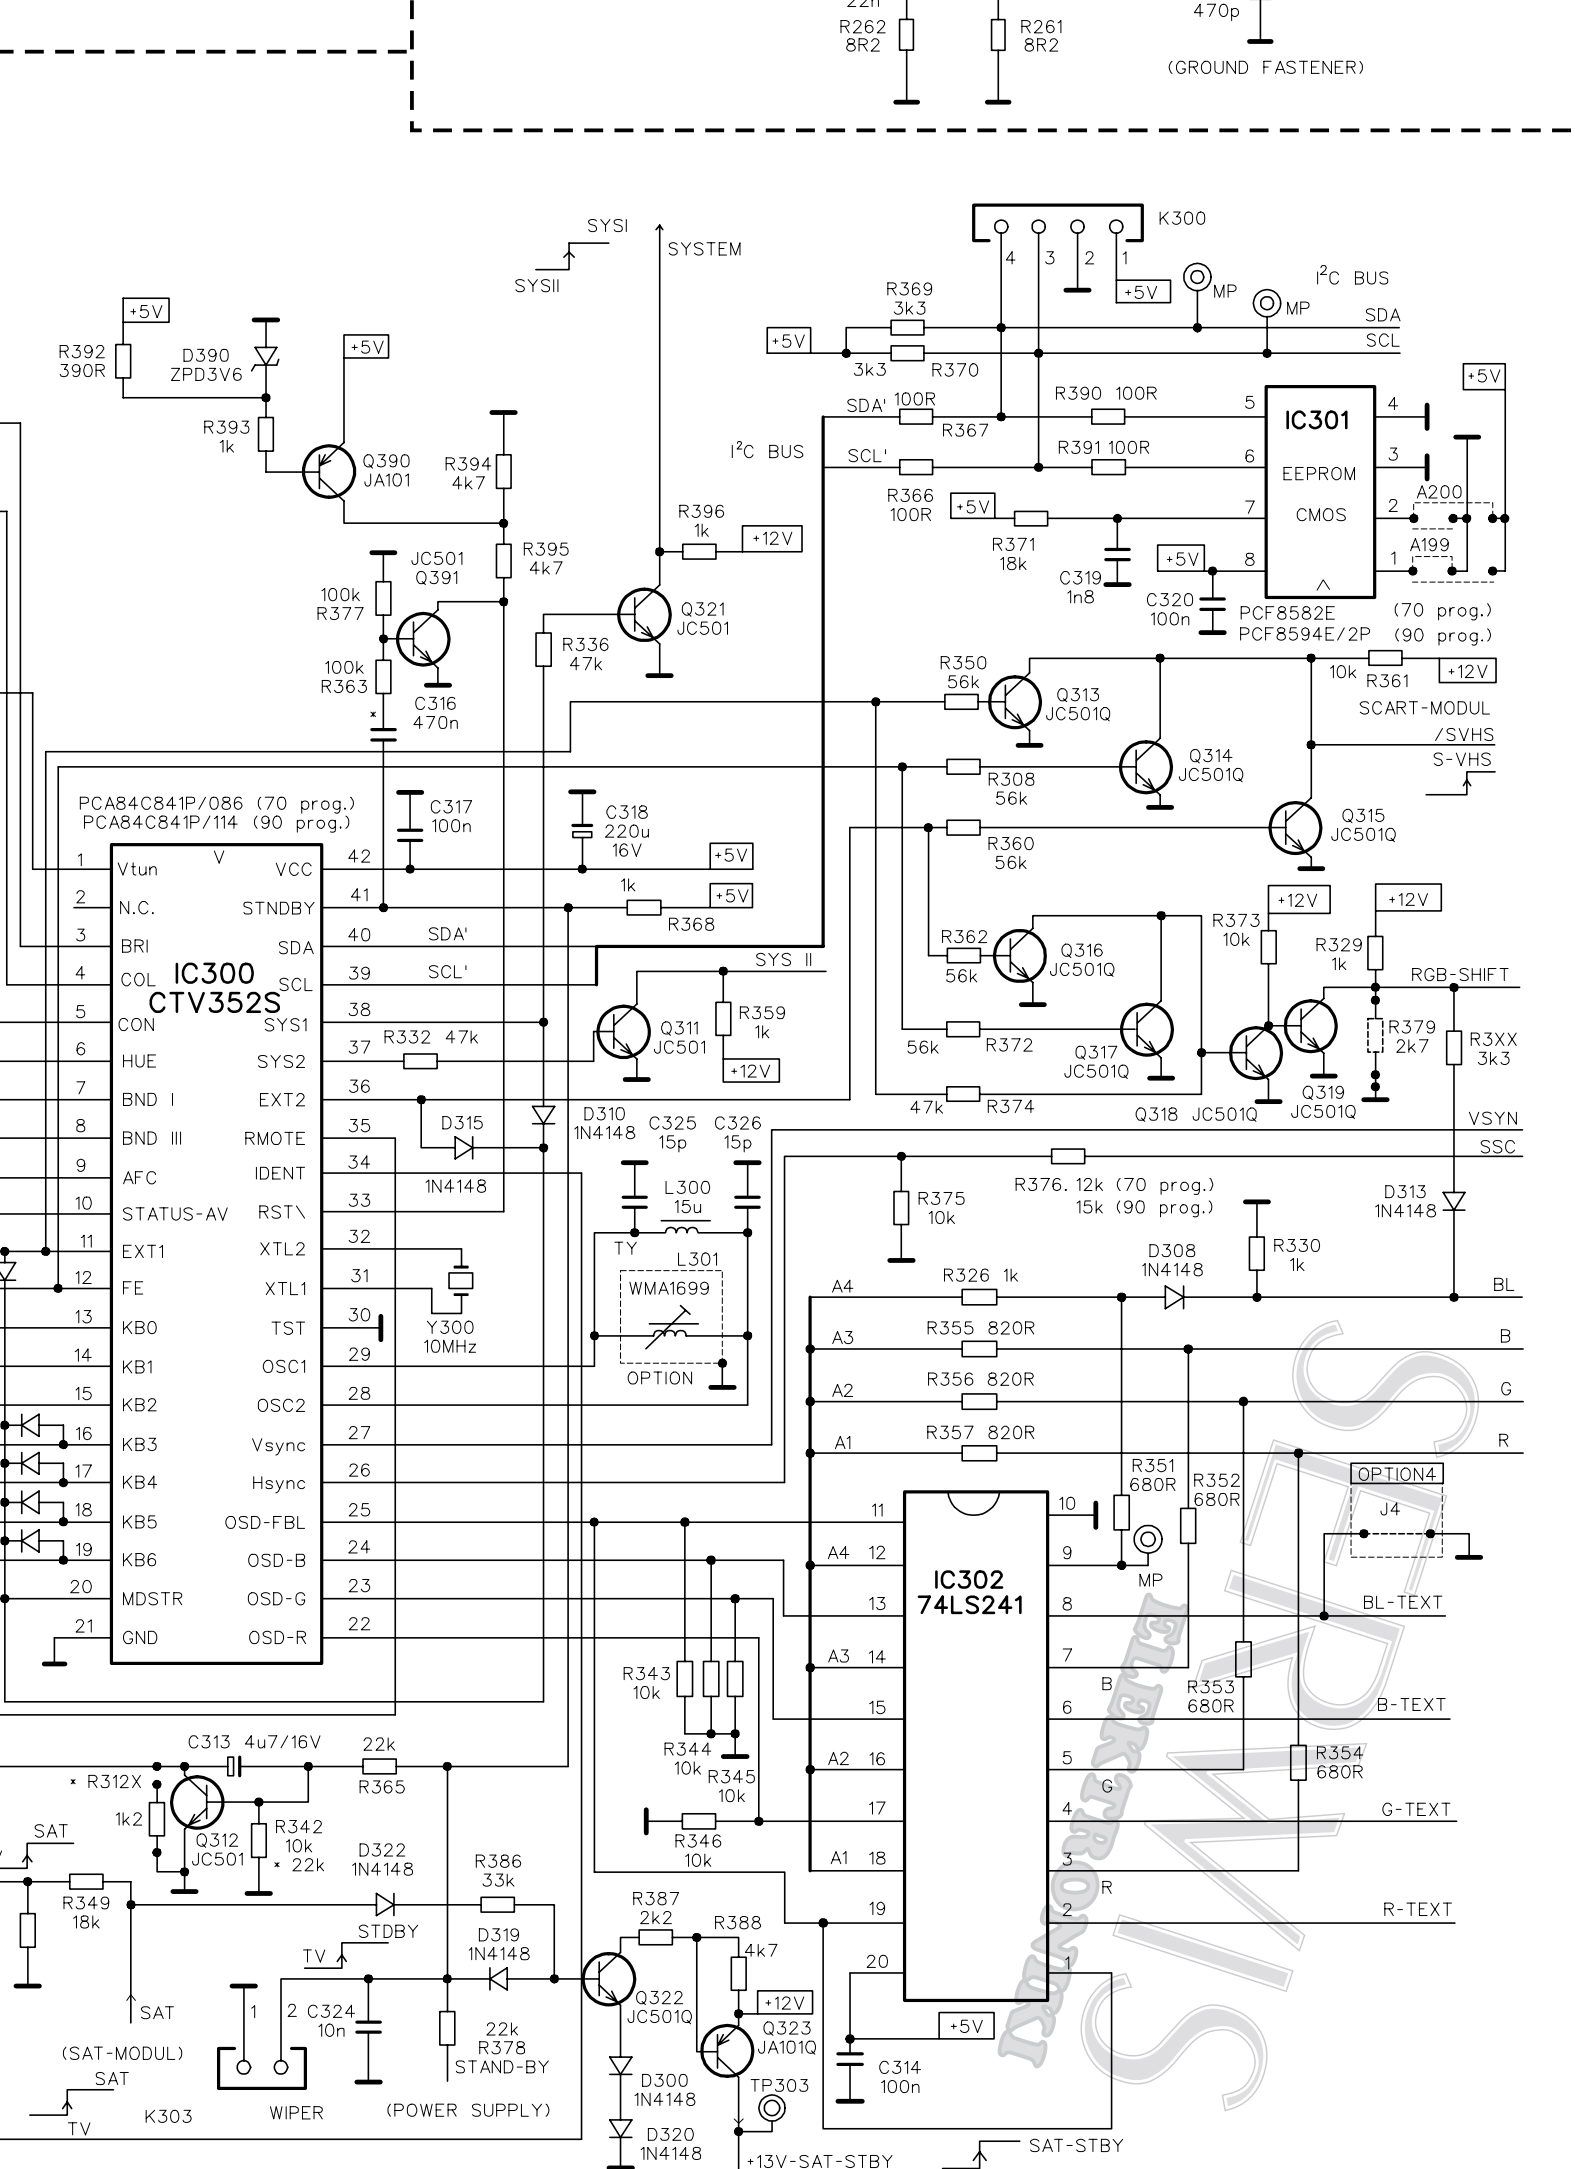 22n
R262
8R2
R261
8R2
470p
(GROUND FASTENER)
SYSI
SYSII
SYSTEM
K300
4
3
2
1
+5V
MP
MP
I²C BUS
R369
3k3
SDA
+5V
SCL
3k3
R370
+5V
R392
390R
D390
ZPD3V6
+5V
R393
1k
Q390
JA101
R394
4k7
SDA'
100R
R367
R390 100R
5
IC301
4
+5V
I²C BUS
SCL'
R391 100R
6
EEPROM
3
R366
100R
+5V
7
CMOS
2
A200
R371
18k
C319
1n8
+5V
8
1
A199
R396
1k
+12V
JC501
Q391
R395
4k7
100k
R377
C320
100n
PCF8582E
(70 prog.)
PCF8594E/2P
(90 prog.)
Q321
JC501
R336
47k
100k
R363
*
C316
470n
R350
56k
Q313
JC501Q
10k
R361
+12V
SCART-MODUL
/SVHS
S-VHS
Q314
JC501Q
R308
56k
Q315
JC501Q
R360
56k
PCA84C841P/086 (70 prog.)
PCA84C841P/114 (90 prog.)
C317
100n
C318
220u
16V
+5V
1
Vtun
V
VCC
42
2
N.C.
STNDBY
41
1k
R368
+5V
3
BRI
SDA
40
SDA'
4
COL
IC300
CTV352S
SCL
39
SCL'
5
CON
SYS1
38
6
HUE
SYS2
37
R332 47k
7
BND I
EXT2
36
8
BND III
RMOTE
35
9
AFC
IDENT
34
10
STATUS-AV
RST\
33
11
EXT1
XTL2
32
12
FE
XTL1
31
13
KB0
TST
30
14
KB1
OSC1
29
15
KB2
OSC2
28
16
KB3
Vsync
27
17
KB4
Hsync
26
18
KB5
OSD-FBL
25
19
KB6
OSD-B
24
20
MDSTR
OSD-G
23
21
GND
OSD-R
22
SYS II
Q311
JC501
R359
1k
+12V
R362
56k
Q316
JC501Q
R373
10k
+12V
+12V
R329
1k
RGB-SHIFT
56k
R372
Q317
JC501Q
R379
2k7
R3XX
3k3
47k
R374
Q318
JC501Q
Q319
JC501Q
D315
1N4148
D310
1N4148
C325
15p
C326
15p
VSYN
SSC
R375
10k
R376. 12k (70 prog.)
15k (90 prog.)
D313
1N4148
L300
15u
TY
L301
WMA1699
OPTION
Y300
10MHz
D308
1N4148
R330
1k
A4
R326 1k
BL
A3
R355 820R
B
A2
R356 820R
G
A1
R357 820R
R
R351
680R
R352
680R
OPTION4
J4
11
10
A4
12
9
MP
IC302
74LS241
13
8
BL-TEXT
A3
14
7
B
R353
680R
15
6
B-TEXT
A2
16
5
G
R354
680R
17
4
G-TEXT
A1
18
3
R
19
2
R-TEXT
20
1
R343
10k
R344
10k
R345
10k
R346
10k
C313 4u7/16V
22k
R365
* R312X
1k2
Q312
JC501
R342
10k
* 22k
SAT
R349
18k
D322
1N4148
R386
33k
STDBY
TV
D319
1N4148
R387
2k2
R388
4k7
Q322
JC501Q
+12V
Q323
JA101Q
+5V
C314
100n
SAT
1
2
C324
10n
22k
R378
STAND-BY
(SAT-MODUL)
SAT
TV
K303
WIPER
(POWER SUPPLY)
D300
1N4148
D320
1N4148
TP303
+13V-SAT-STBY
SAT-STBY
SERWIS
ELEKTRONIKI